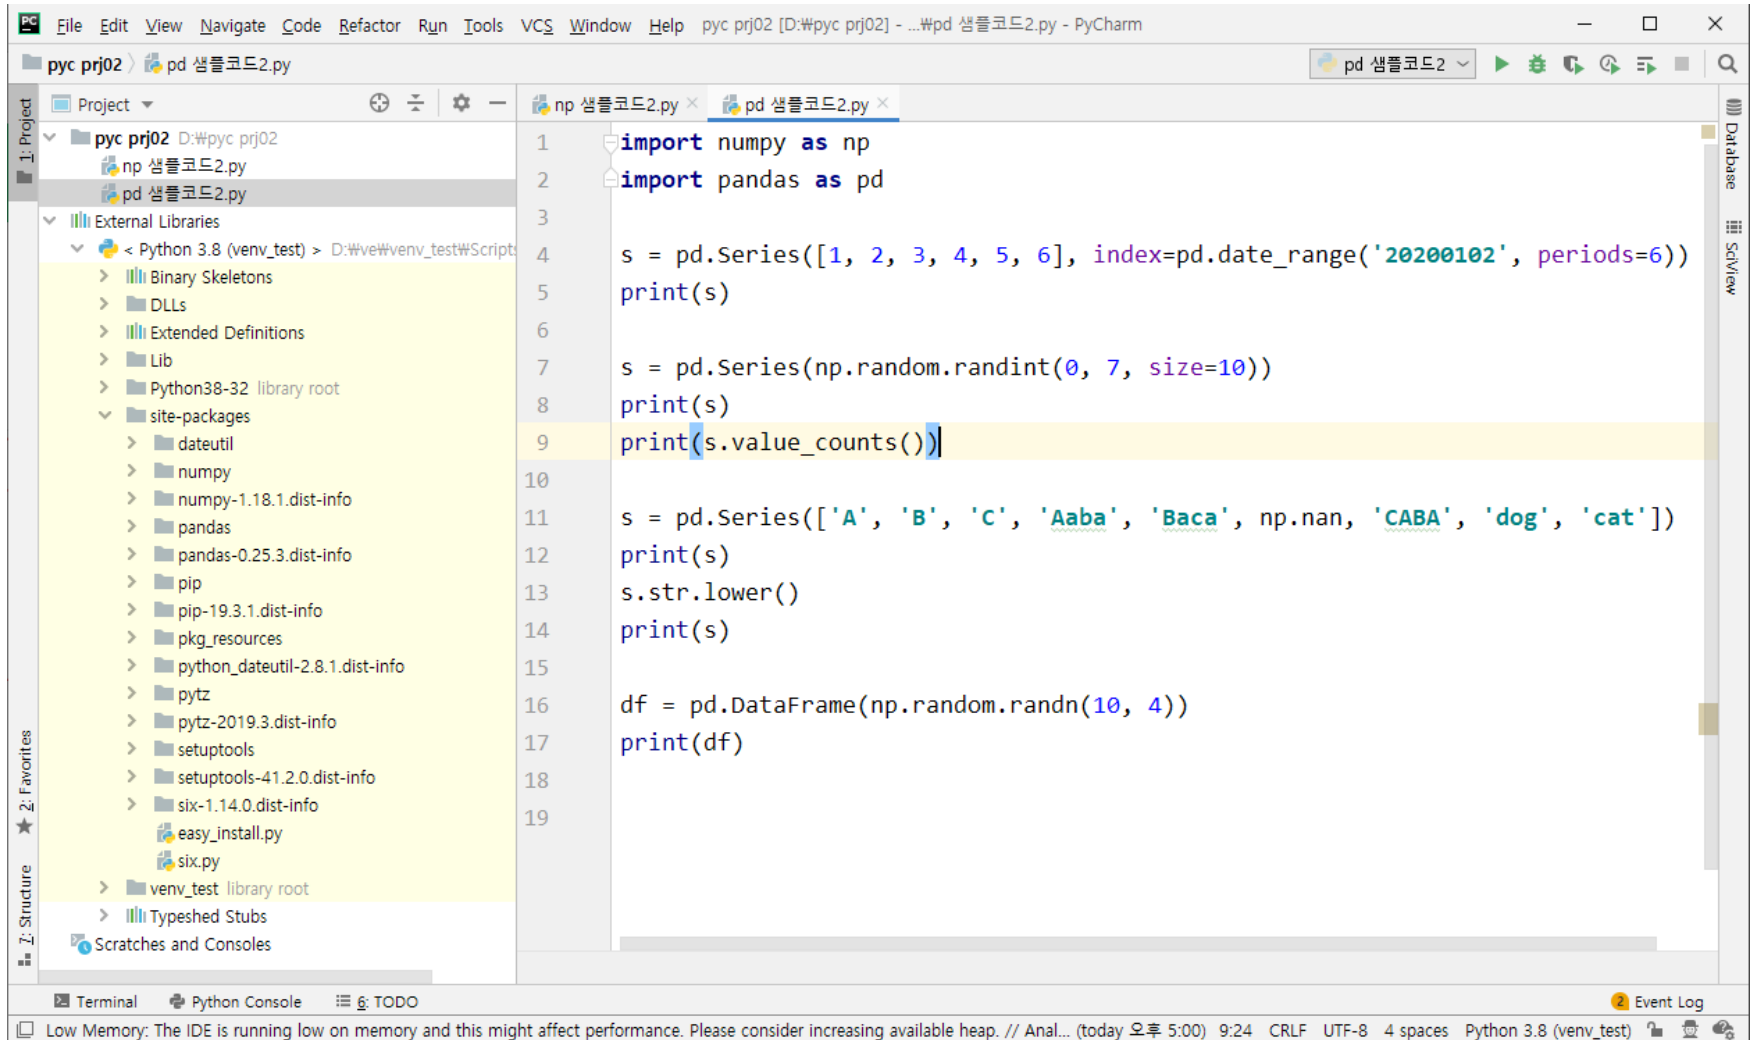 PC File Edit View Navigate Code Refactor Run Tools VCS Window Help pyc prj02 [D:₩pyc prj02] - ...₩pd 샘플코드2.py - PyCharm
pyc prj02 pd 샘플코드2.py pd 샘플코드2
1: Project
Project
pyc prj02 D:₩pyc prj02
np 샘플코드2.py
pd 샘플코드2.py
External Libraries
< Python 3.8 (venv_test) > D:₩ve₩venv_test₩Script
Binary Skeletons
DLLs
Extended Definitions
Lib
Python38-32 library root
site-packages
dateutil
numpy
numpy-1.18.1.dist-info
pandas
pandas-0.25.3.dist-info
pip
pip-19.3.1.dist-info
pkg_resources
python_dateutil-2.8.1.dist-info
pytz
pytz-2019.3.dist-info
setuptools
setuptools-41.2.0.dist-info
six-1.14.0.dist-info
easy_install.py
six.py
venv_test library root
Typeshed Stubs
Scratches and Consoles
2: Favorites
7: Structure
np 샘플코드2.py pd 샘플코드2.py
1 import numpy as np
2 import pandas as pd
3
4 s = pd.Series([1, 2, 3, 4, 5, 6], index=pd.date_range('20200102', periods=6))
5 print(s)
6
7 s = pd.Series(np.random.randint(0, 7, size=10))
8 print(s)
9 print(s.value_counts())
10
11 s = pd.Series(['A', 'B', 'C', 'Aaba', 'Baca', np.nan, 'CABA', 'dog', 'cat'])
12 print(s)
13 s.str.lower()
14 print(s)
15
16 df = pd.DataFrame(np.random.randn(10, 4))
17 print(df)
18
19
Database
SciView
Terminal Python Console 6: TODO 2 Event Log
Low Memory: The IDE is running low on memory and this might affect performance. Please consider increasing available heap. // Anal... (today 오후 5:00) 9:24 CRLF UTF-8 4 spaces Python 3.8 (venv_test)